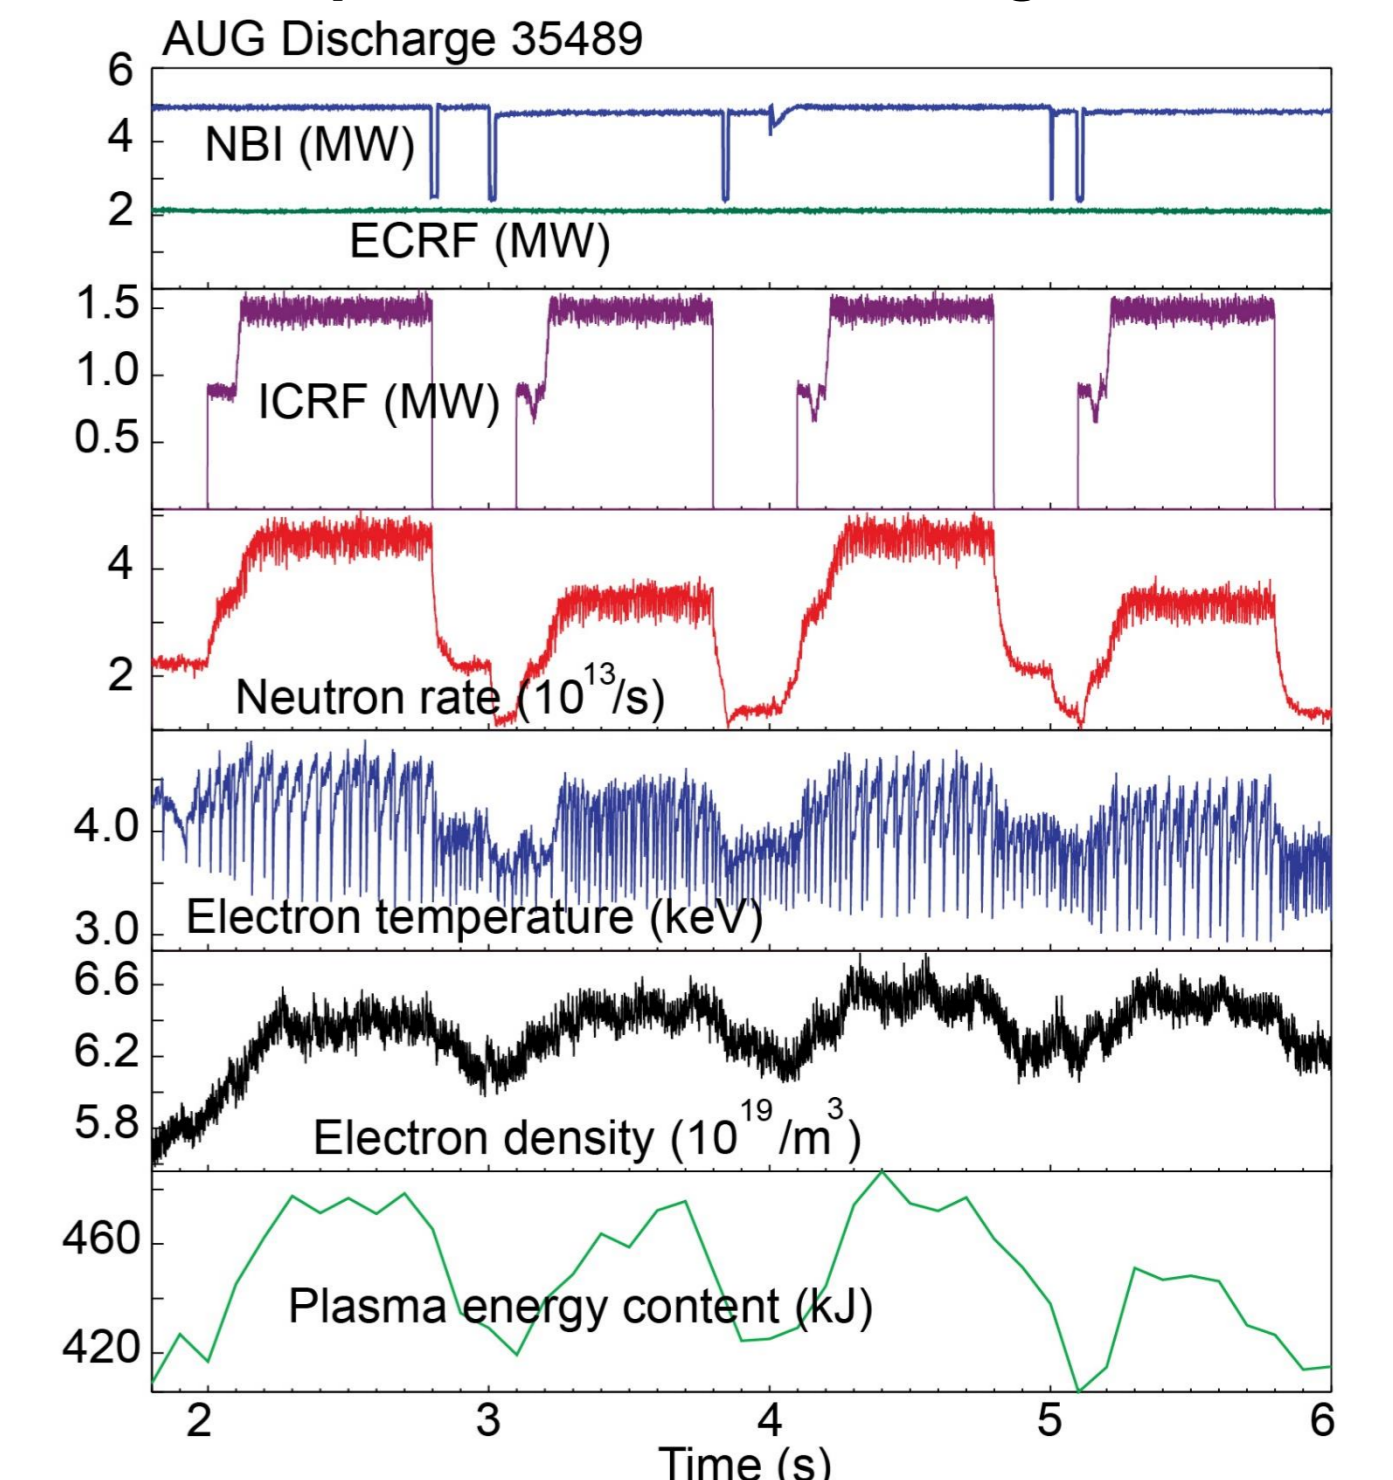 AUG Discharge 35489
6
4
2
NBI (MW)
ECRF (MW)
1.5
1.0
0.5
ICRF (MW)
4
2
Neutron rate (10¹³/s)
4.0
3.0
Electron temperature (keV)
6.6
6.2
5.8
Electron density (10¹⁹/m³)
460
420
Plasma energy content (kJ)
2 3 4 5 6
Time (s)